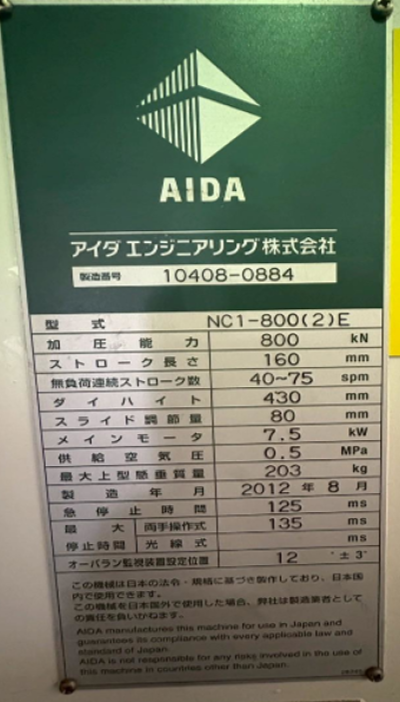 AIDA
アイダ エンジニアリング株式会社
製造番号 10408-0884
型式 NC1-800(2)E
加圧能力 800 kN
ストローク長さ 160 mm
無負荷連続ストローク数 40~75 spm
ダイハイト 430 mm
スライド調節量 80 mm
メインモータ 7.5 kW
供給空気圧 0.5 MPa
最大上型懸垂質量 203 kg
製造年月 2012 年 8 月
急停止時間 125 ms
最大停止時間 両手操作式 135 ms
光線式 ms
オーバラン監視装置設定位置 12 ° ± 3°
この機械は日本の法令・規格に基づき製作しており、日本国
内で使用できます。
この機械を日本国外で使用した場合、弊社は製造業者として
の責任を負いかねます。
AIDA manufactures this machine for use in Japan and
guarantees its compliance with every applicable law and
standard of Japan.
AIDA is not responsible for any risks involved in the use of
this machine in countries other than Japan.